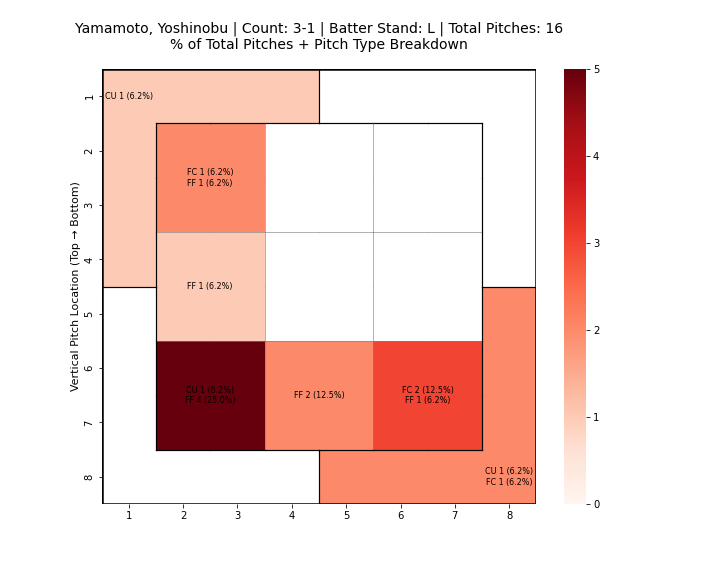 Yamamoto, Yoshinobu | Count: 3-1 | Batter Stand: L | Total Pitches: 16
% of Total Pitches + Pitch Type Breakdown
Vertical Pitch Location (Top → Bottom)
1
2
3
4
5
6
7
8
CU 1 (6.2%)
FC 1 (6.2%)
FF 1 (6.2%)
FF 1 (6.2%)
CU 1 (6.2%)
FF 4 (25.0%)
FF 2 (12.5%)
FC 2 (12.5%)
FF 1 (6.2%)
CU 1 (6.2%)
FC 1 (6.2%)
1
2
3
4
5
6
7
8
5
4
3
2
1
0